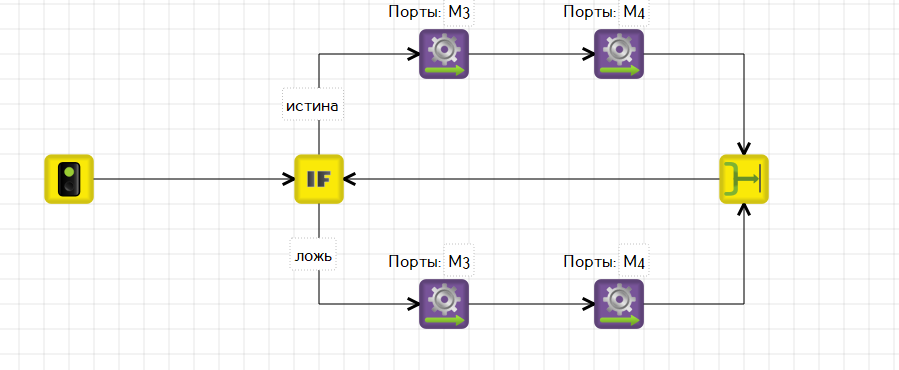 Порты: M3
Порты: M4
истина
IF
ложь
Порты: M3
Порты: M4